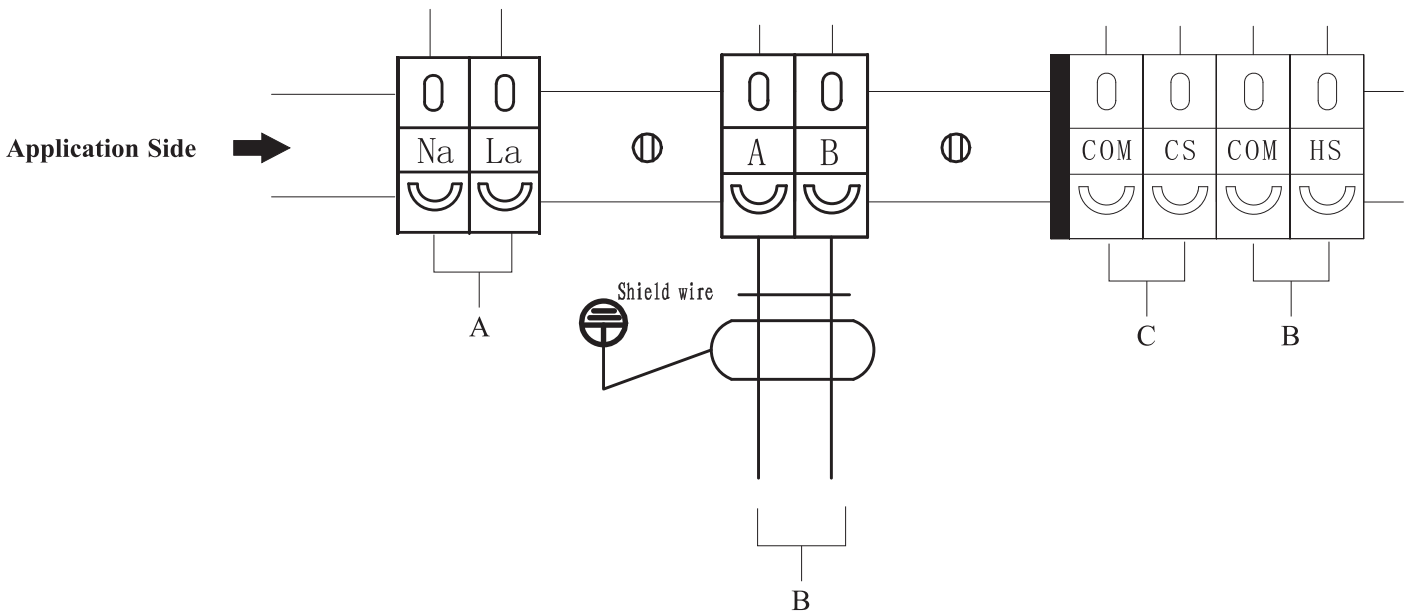 Application Side
Na La
A B
COM CS COM HS
Shield wire
A
C
B
B